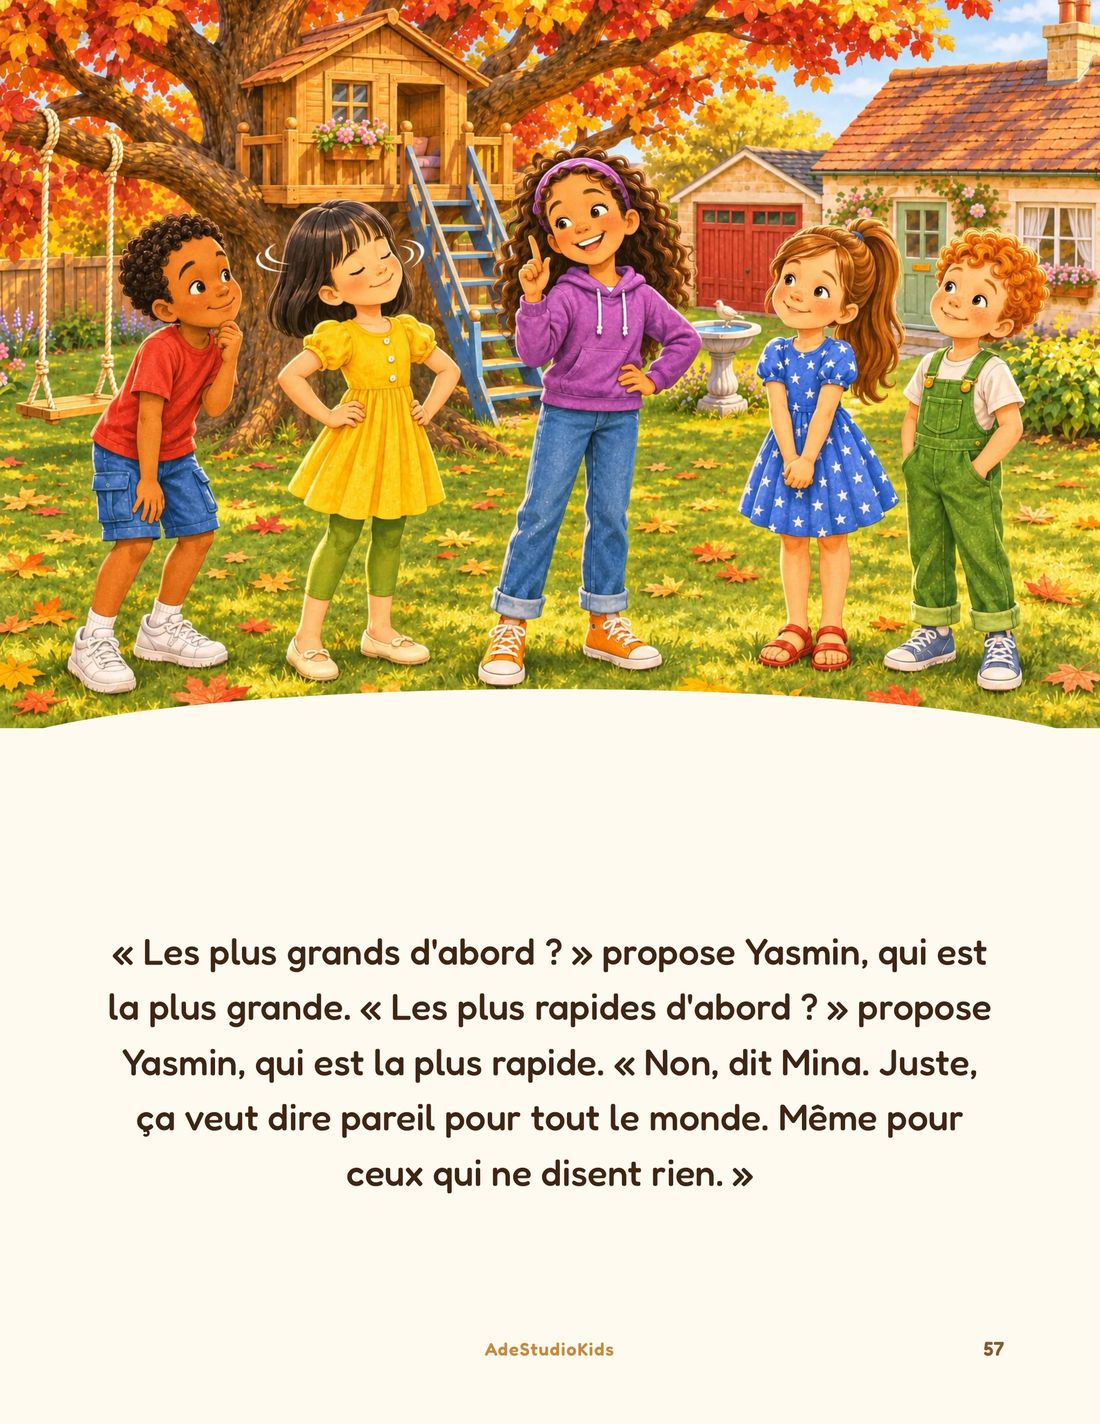 « Les plus grands d'abord ? » propose Yasmin, qui est
la plus grande. « Les plus rapides d'abord ? » propose
Yasmin, qui est la plus rapide. « Non, dit Mina. Juste,
ça veut dire pareil pour tout le monde. Même pour
ceux qui ne disent rien. »
AdeStudioKids
57